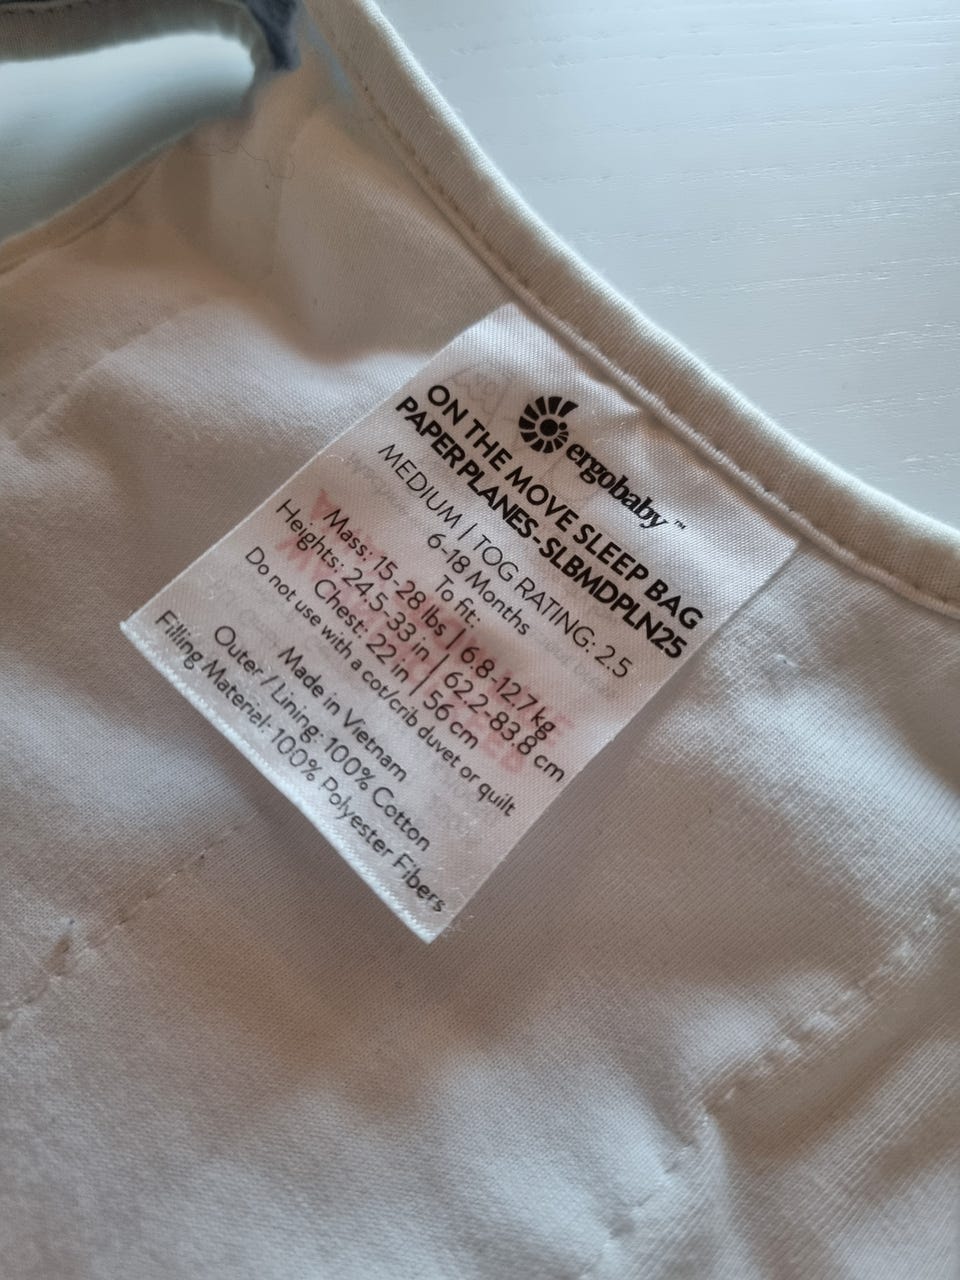 ergobaby™
ON THE MOVE SLEEP BAG
PAPER PLANES-SLBMDPLN25
MEDIUM | TOG RATING: 2.5
6-18 Months
To fit:
Mass: 15-28 lbs | 6.8-12.7kg
Heights: 24.5-33 in | 62.2-83.8 cm
Chest: 22 in | 56 cm
Do not use with a cot/crib duvet or quilt
Made in Vietnam
Outer / Lining: 100% Cotton
Filling Material: 100% Polyester Fibers